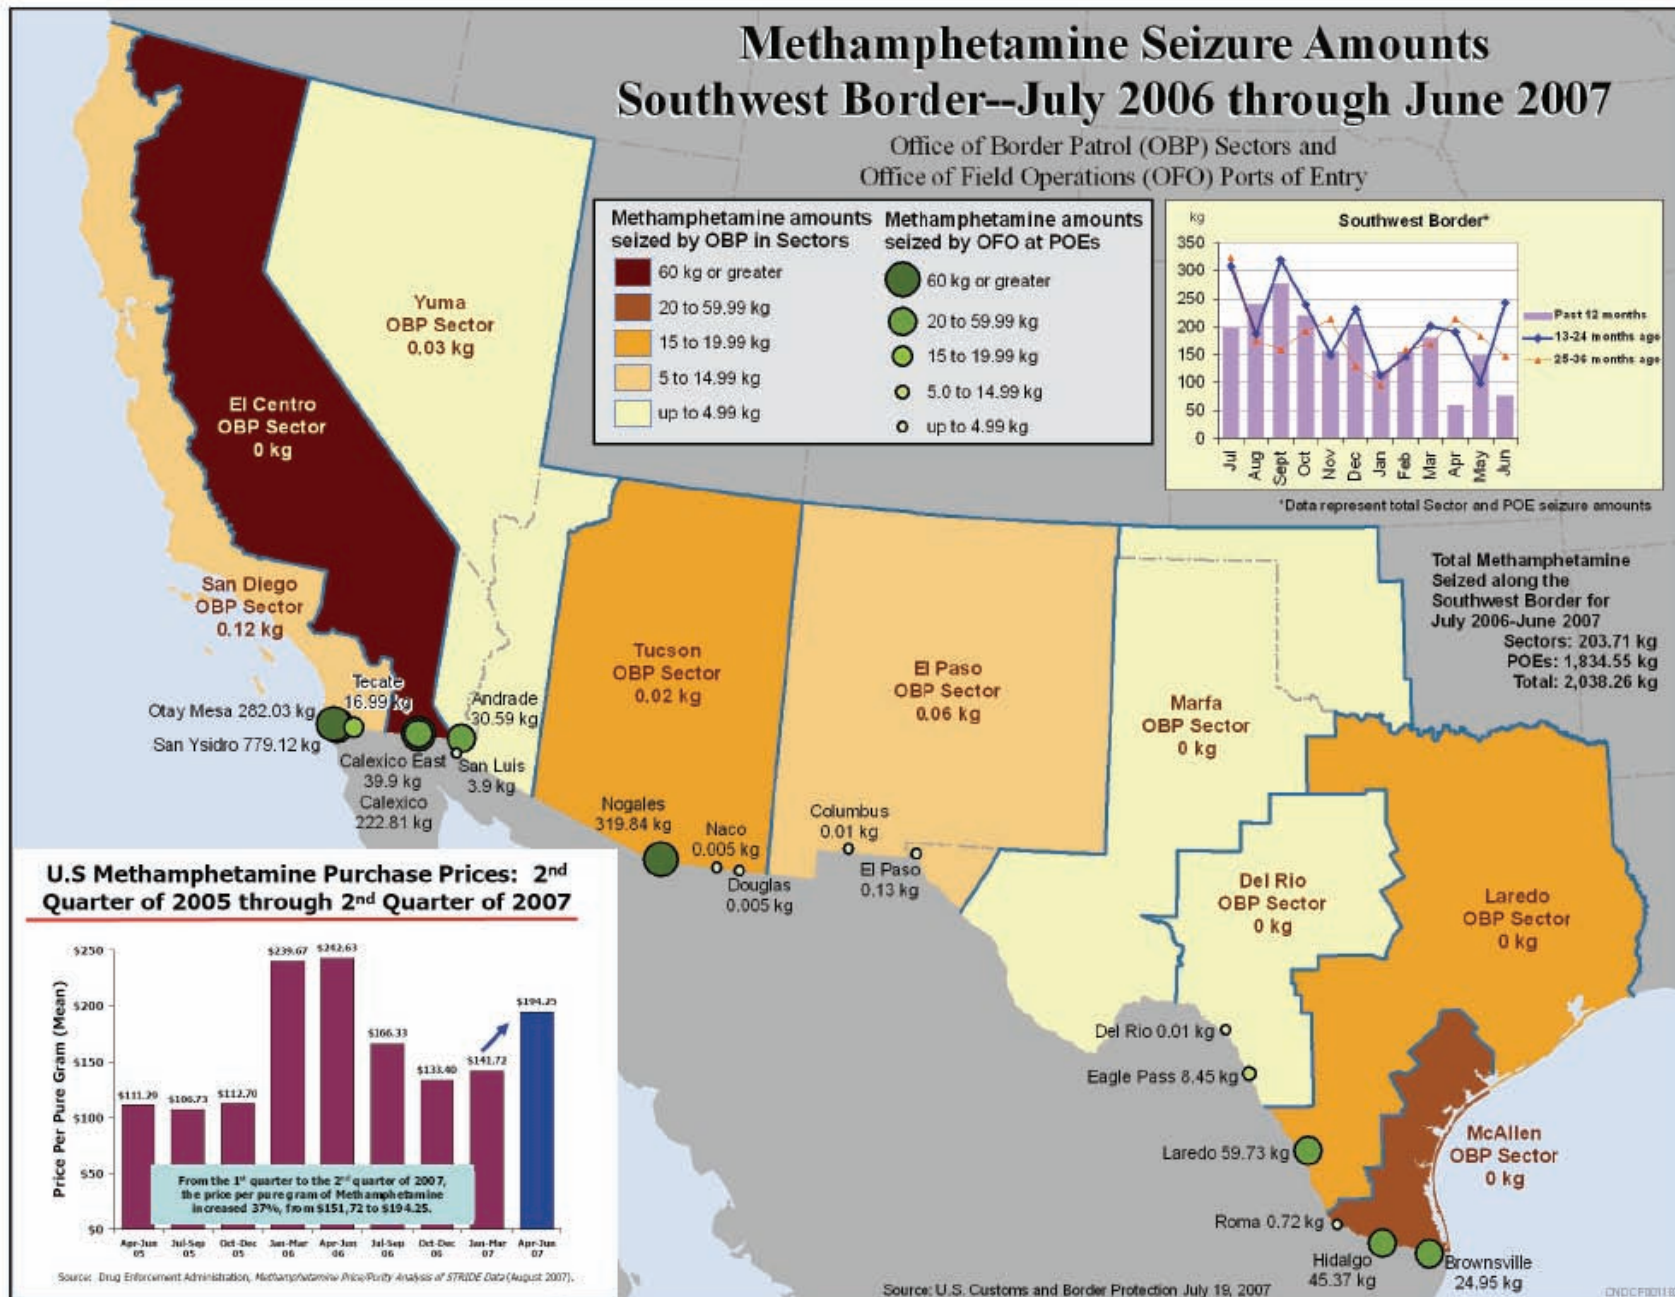 Methamphetamine Seizure Amounts
Southwest Border--July 2006 through June 2007
Office of Border Patrol (OBP) Sectors and
Office of Field Operations (OFO) Ports of Entry
Methamphetamine amounts
seized by OBP in Sectors
60 kg or greater
20 to 59.99 kg
15 to 19.99 kg
5 to 14.99 kg
up to 4.99 kg
Methamphetamine amounts
seized by OFO at POEs
60 kg or greater
20 to 59.99 kg
15 to 19.99 kg
5.0 to 14.99 kg
up to 4.99 kg
kg
Southwest Border*
350
300
250
200
150
100
50
0
Jul
Aug
Sept
Oct
Nov
Dec
Jan
Feb
Mar
Apr
May
Jun
Past 12 months
13-24 months ago
25-36 months ago
*Data represent total Sector and POE seizure amounts
Total Methamphetamine
Seized along the
Southwest Border for
July 2006-June 2007
Sectors: 203.71 kg
POEs: 1,834.55 kg
Total: 2,038.26 kg
Yuma
OBP Sector
0.03 kg
El Centro
OBP Sector
0 kg
San Diego
OBP Sector
0.12 kg
Tucson
OBP Sector
0.02 kg
El Paso
OBP Sector
0.06 kg
Marfa
OBP Sector
0 kg
Del Rio
OBP Sector
0 kg
Laredo
OBP Sector
0 kg
McAllen
OBP Sector
0 kg
Tecate
16.99 kg
Otay Mesa 282.03 kg
San Ysidro 779.12 kg
Andrade
30.59 kg
Calexico East
39.9 kg
Calexico
222.81 kg
San Luis
3.9 kg
Nogales
319.84 kg
Naco
0.005 kg
Douglas
0.005 kg
Columbus
0.01 kg
El Paso
0.13 kg
Del Rio 0.01 kg
Eagle Pass 8.45 kg
Laredo 59.73 kg
Roma 0.72 kg
Hidalgo
45.37 kg
Brownsville
24.95 kg
U.S Methamphetamine Purchase Prices: 2nd
Quarter of 2005 through 2nd Quarter of 2007
Price Per Pure Gram (Mean)
$250
$200
$150
$100
$50
$0
$111.29
$106.73
$112.70
$239.67
$242.63
$166.33
$133.40
$141.72
$194.25
From the 1st quarter to the 2nd quarter of 2007,
the price per pure gram of Methamphetamine
increased 37%, from $151,72 to $194.25.
Apr-Jun 05
Jul-Sep 05
Oct-Dec 05
Jan-Mar 06
Apr-Jun 06
Jul-Sep 06
Oct-Dec 06
Jan-Mar 07
Apr-Jun 07
Source: Drug Enforcement Administration, Methamphetamine Price/Purity Analysis of STRIDE Data (August 2007).
Source: U.S. Customs and Border Protection July 19, 2007